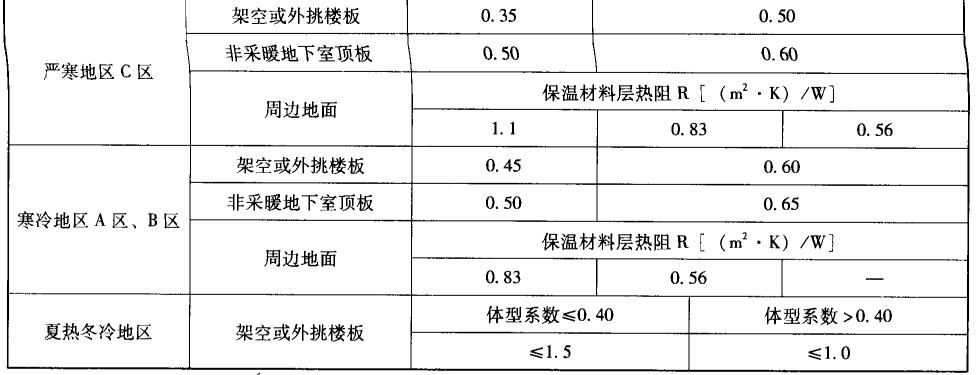 架空或外挑楼板 0.35 0.50
严寒地区 C 区 非采暖地下室顶板 0.50 0.60
周边地面 保温材料层热阻 R [ (m²·K) /W]
1.1 0.83 0.56
寒冷地区 A 区、B 区 架空或外挑楼板 0.45 0.60
非采暖地下室顶板 0.50 0.65
周边地面 保温材料层热阻 R [ (m²·K) /W]
0.83 0.56 —
夏热冬冷地区 架空或外挑楼板 体型系数≤0.40 体型系数>0.40
≤1.5 ≤1.0